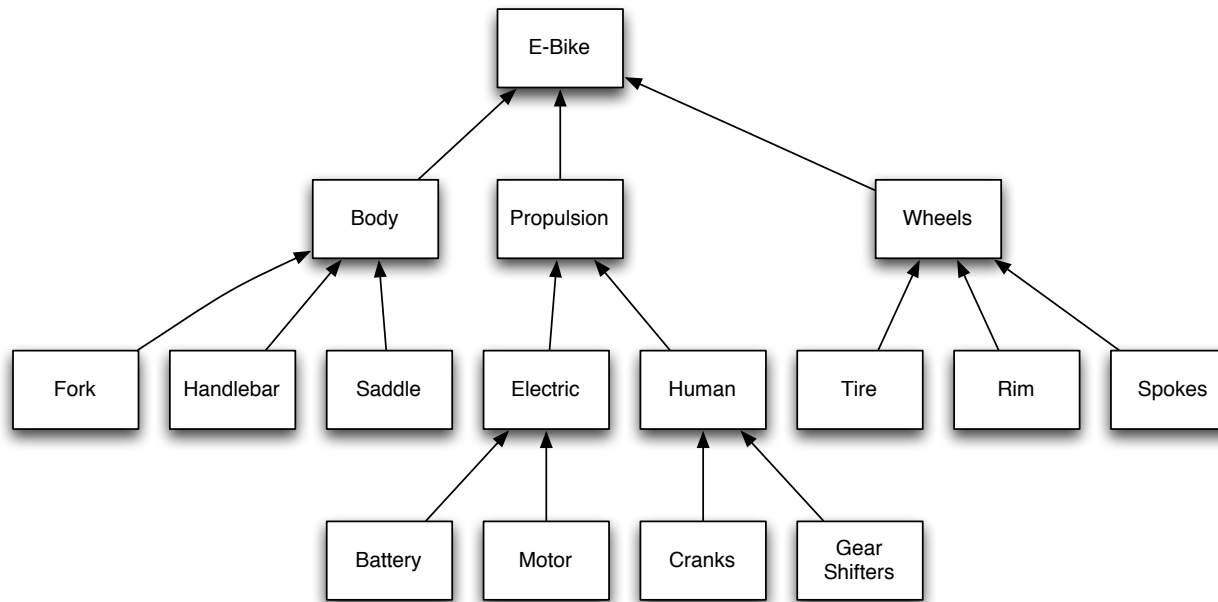 E-Bike
Body
Propulsion
Wheels
Fork
Handlebar
Saddle
Electric
Human
Tire
Rim
Spokes
Battery
Motor
Cranks
Gear
Shifters